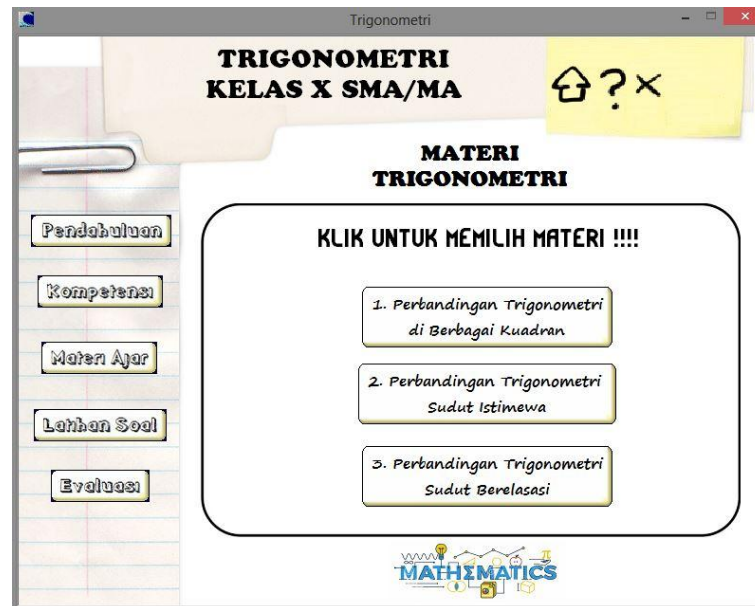 Trigonometri
TRIGONOMETRI
KELAS X SMA/MA
?×
MATERI
TRIGONOMETRI
Pendahuluan
Kompetensi
Materi Ajar
Latihan Soal
Evaluasi
KLIK UNTUK MEMILIH MATERI !!!!
1. Perbandingan Trigonometri
di Berbagai Kuadran
2. Perbandingan Trigonometri
Sudut Istimewa
3. Perbandingan Trigonometri
Sudut Berelasasi
MATHEMATICS